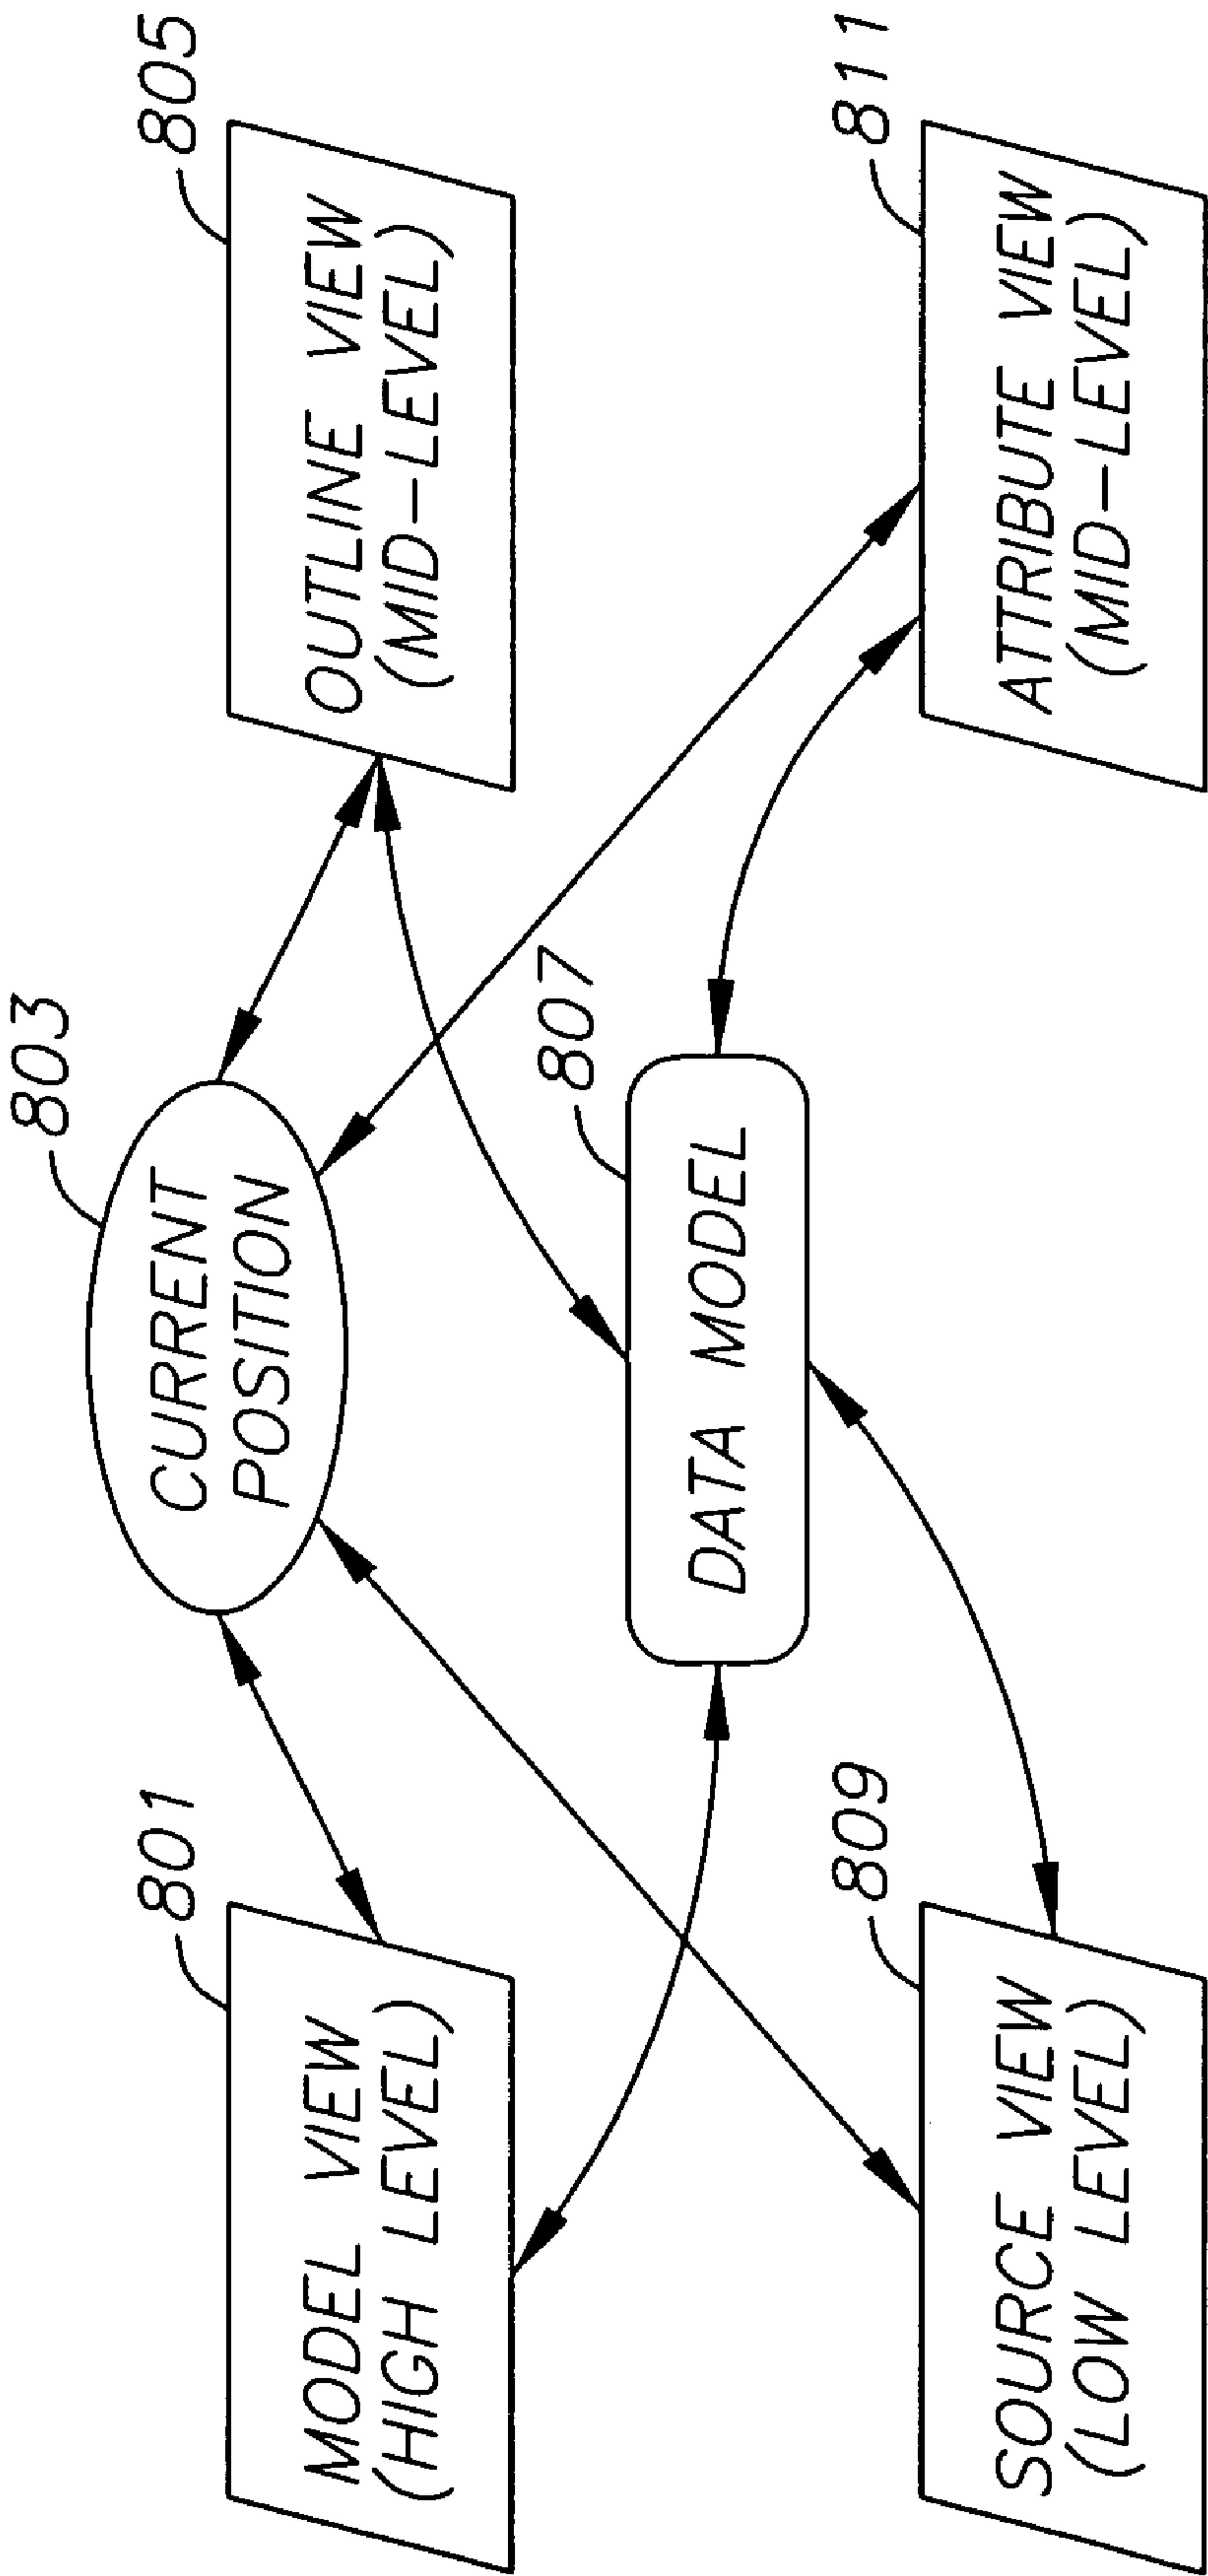 803
801
CURRENT
POSITION
805
MODEL VIEW
(HIGH LEVEL)
OUTLINE VIEW
(MID-LEVEL)
807
DATA MODEL
809
811
SOURCE VIEW
(LOW LEVEL)
ATTRIBUTE VIEW
(MID-LEVEL)